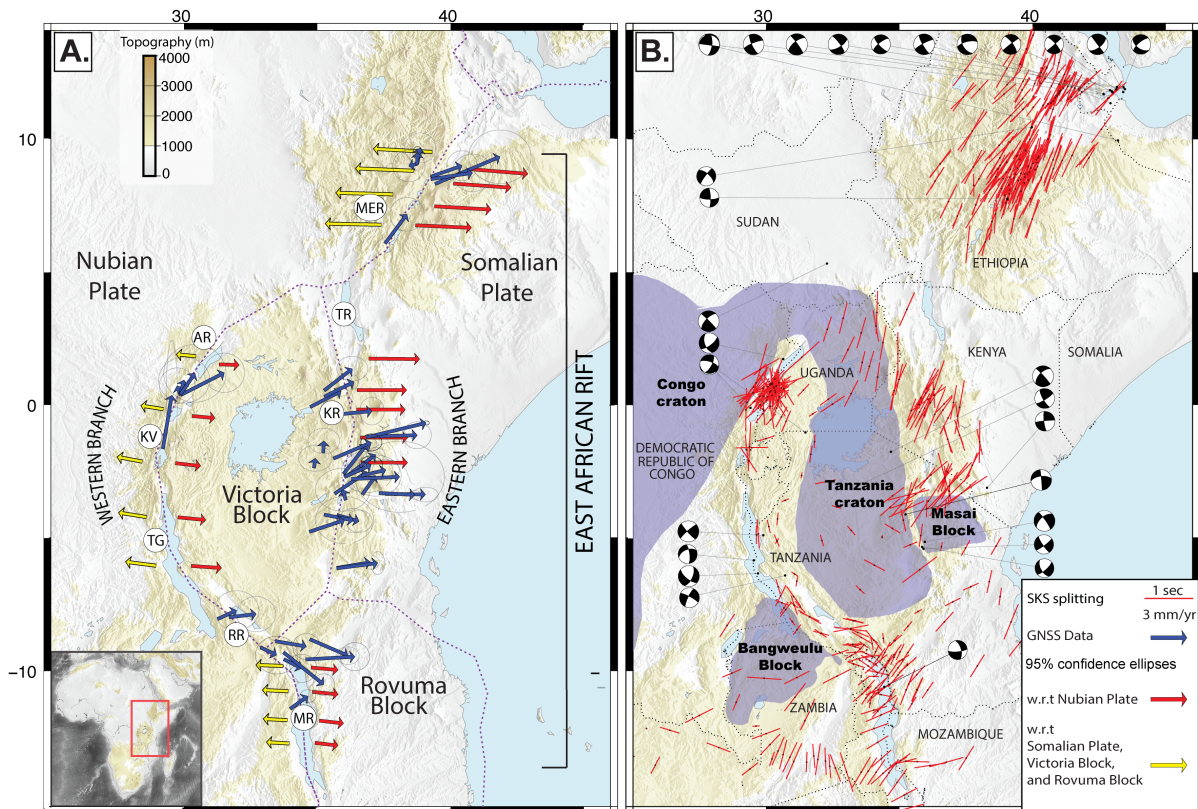 30
40
A.
Topography (m)
4000
3000
2000
1000
0
10
MER
Nubian
Plate
Somalian
Plate
TR
AR
0
KR
KV
WESTERN BRANCH
EASTERN BRANCH
EAST AFRICAN RIFT
Victoria
Block
TG
RR
−10
Rovuma
Block
MR
30
40
B.
10
SUDAN
ETHIOPIA
KENYA
SOMALIA
UGANDA
Congo
craton
0
DEMOCRATIC
REPUBLIC OF
CONGO
Tanzania
craton
Masai
Block
TANZANIA
Bangweulu
Block
−10
ZAMBIA
MOZAMBIQUE
SKS splitting
1 sec
3 mm/yr
GNSS Data
95% confidence ellipses
w.r.t Nubian Plate
w.r.t
Somalian Plate,
Victoria Block,
and Rovuma Block